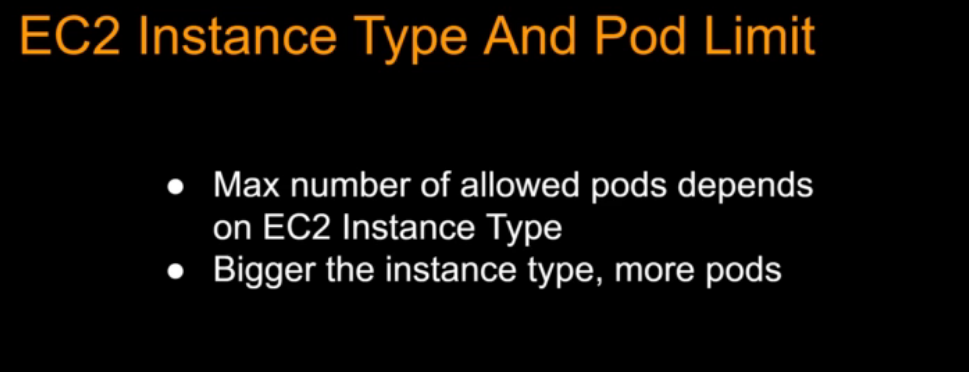 EC2 Instance Type And Pod Limit
● Max number of allowed pods depends
on EC2 Instance Type
● Bigger the instance type, more pods